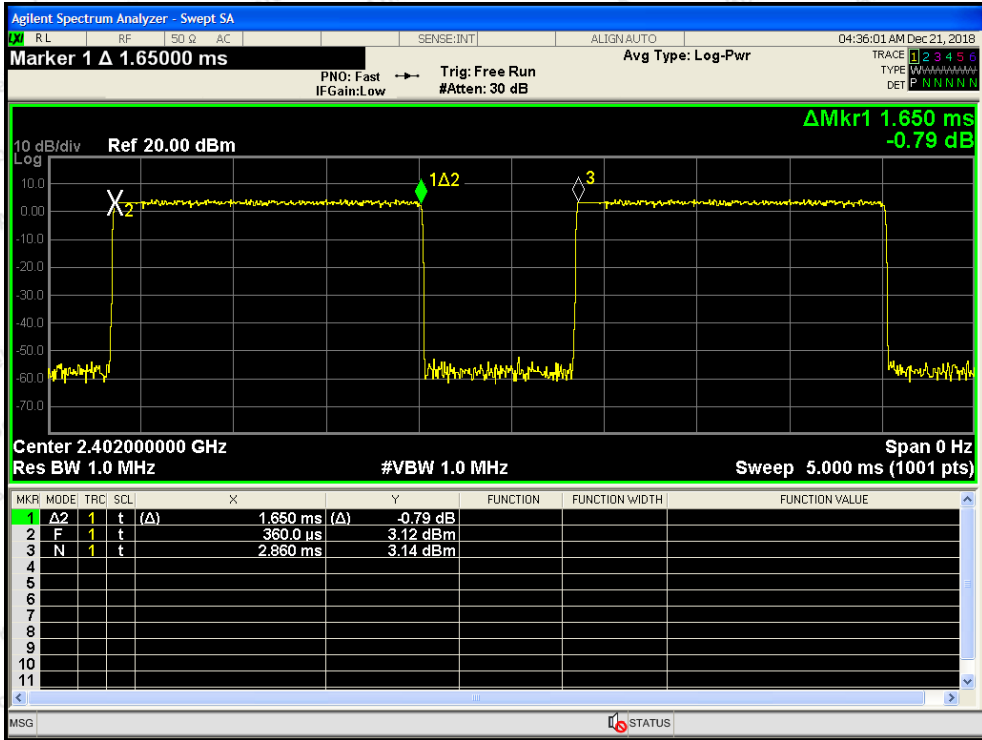 Agilent Spectrum Analyzer - Swept SA
LXI RL RF 50 Ω AC SENSE:INT ALIGN AUTO 04:36:01 AM Dec 21, 2018
Marker 1 Δ 1.65000 ms
PNO: Fast
IFGain:Low
Trig: Free Run
#Atten: 30 dB
Avg Type: Log-Pwr
TRACE 1 2 3 4 5 6
TYPE WWWWWW
DET P N N N N N
ΔMkr1 1.650 ms
-0.79 dB
10 dB/div Ref 20.00 dBm
Log
10.0
0.00
-10.0
-20.0
-30.0
-40.0
-50.0
-60.0
-70.0
X2
1Δ2
3
Center 2.402000000 GHz Span 0 Hz
Res BW 1.0 MHz #VBW 1.0 MHz Sweep 5.000 ms (1001 pts)
MKR MODE TRC SCL X Y FUNCTION FUNCTION WIDTH FUNCTION VALUE
1 Δ2 1 t (Δ) 1.650 ms (Δ) -0.79 dB
2 F 1 t 360.0 µs 3.12 dBm
3 N 1 t 2.860 ms 3.14 dBm
4
5
6
7
8
9
10
11
MSG STATUS